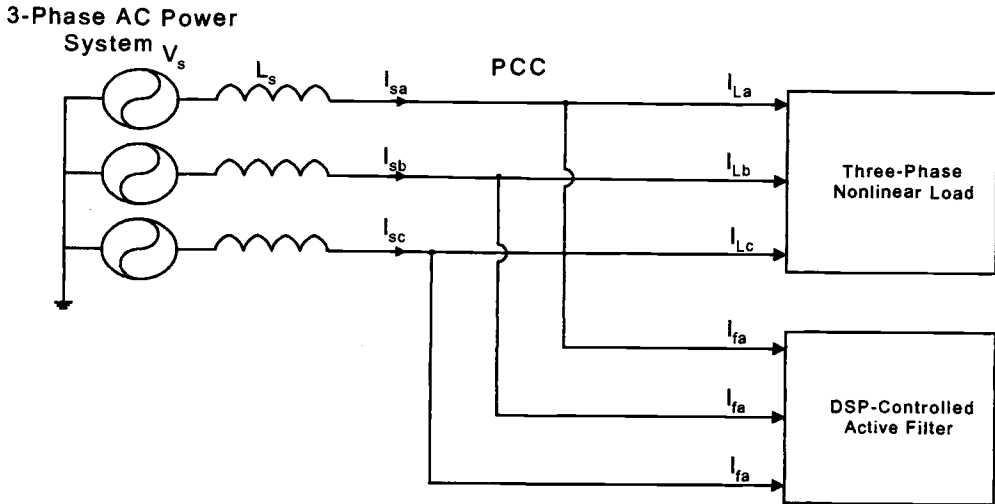 3-Phase AC Power
System
Vs
Ls
Isa
PCC
ILa
Isb
ILb
Three-Phase
Nonlinear Load
Isc
ILc
Ifa
Ifa
DSP-Controlled
Active Filter
Ifa